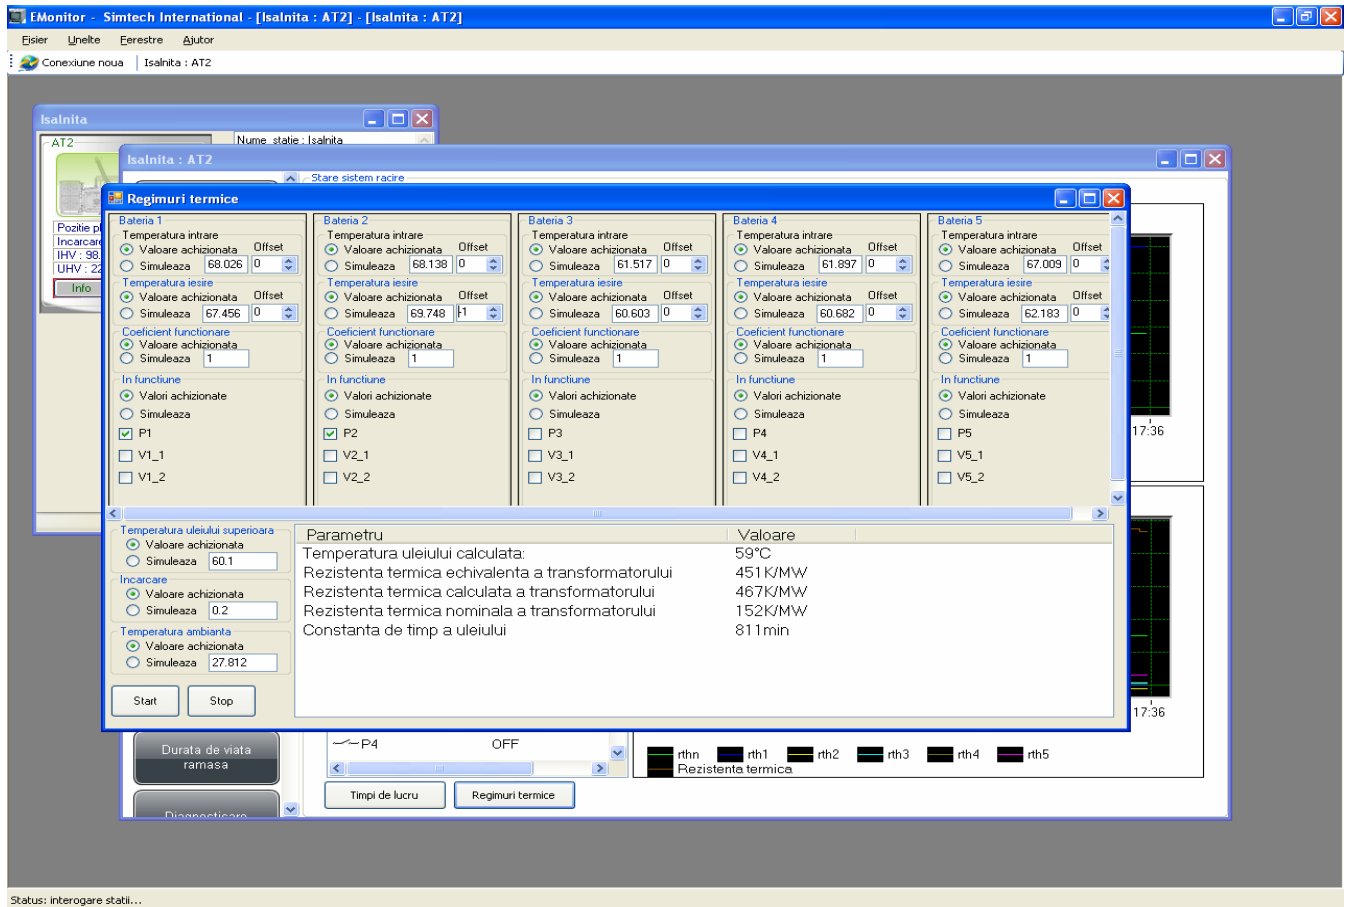 EMonitor - Simtech International - [Isalnita : AT2] - [Isalnita : AT2]
Fisier Unelte Ferestre Ajutor
Conexiune noua Isalnita : AT2
Isalnita
AT2
Nume statie : Isalnita
Isalnita : AT2
Stare sistem racire
Pozitie
Incarcare
IHV : 98.
UHV : 22
Info
Regimuri termice
Bateria 1 Bateria 2 Bateria 3 Bateria 4 Bateria 5
Temperatura intrare Temperatura intrare Temperatura intrare Temperatura intrare Temperatura intrare
Valoare achizionata Offset Valoare achizionata Offset Valoare achizionata Offset Valoare achizionata Offset Valoare achizionata Offset
Simuleaza 68.026 0 Simuleaza 68.138 0 Simuleaza 61.517 0 Simuleaza 61.897 0 Simuleaza 67.009 0
Temperatura iesire Temperatura iesire Temperatura iesire Temperatura iesire Temperatura iesire
Valoare achizionata Offset Valoare achizionata Offset Valoare achizionata Offset Valoare achizionata Offset Valoare achizionata Offset
Simuleaza 67.456 0 Simuleaza 69.748 -1 Simuleaza 60.603 0 Simuleaza 60.682 0 Simuleaza 62.183 0
Coeficient functionare Coeficient functionare Coeficient functionare Coeficient functionare Coeficient functionare
Valoare achizionata Valoare achizionata Valoare achizionata Valoare achizionata Valoare achizionata
Simuleaza 1 Simuleaza 1 Simuleaza 1 Simuleaza 1 Simuleaza 1
In functiune In functiune In functiune In functiune In functiune
Valori achizionate Valori achizionate Valori achizionate Valori achizionate Valori achizionate
Simuleaza Simuleaza Simuleaza Simuleaza Simuleaza
P1 P2 P3 P4 P5
V1_1 V2_1 V3_1 V4_1 V5_1
V1_2 V2_2 V3_2 V4_2 V5_2
17:36
Temperatura uleiului superioara
Valoare achizionata
Simuleaza 60.1
Incarcare
Valoare achizionata
Simuleaza 0.2
Temperatura ambianta
Valoare achizionata
Simuleaza 27.812
Start Stop
Parametru Valoare
Temperatura uleiului calculata: 59°C
Rezistenta termica echivalenta a transformatorului 451K/MW
Rezistenta termica calculata a transformatorului 467K/MW
Rezistenta termica nominala a transformatorului 152K/MW
Constanta de timp a uleiului 811min
17:36
Durata de viata
ramasa
Diagnosticare
P4 OFF
rthn rth1 rth2 rth3 rth4 rth5
Rezistenta termica
Timpi de lucru Regimuri termice
Status: interogare statii...